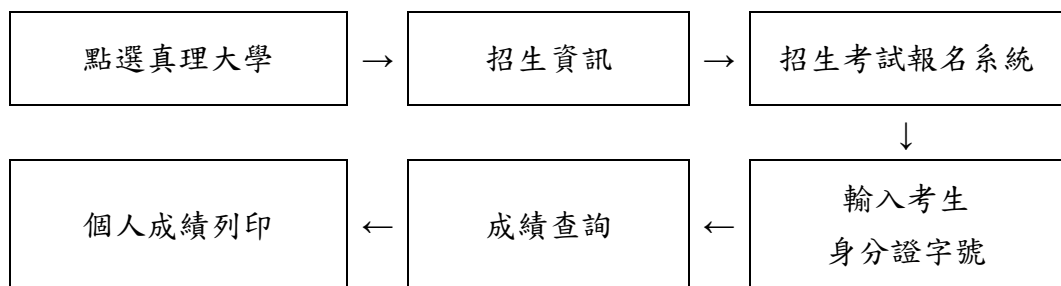 點選真理大學 → 招生資訊 → 招生考試報名系統
↓
個人成績列印 ← 成績查詢 ← 輸入考生
身分證字號